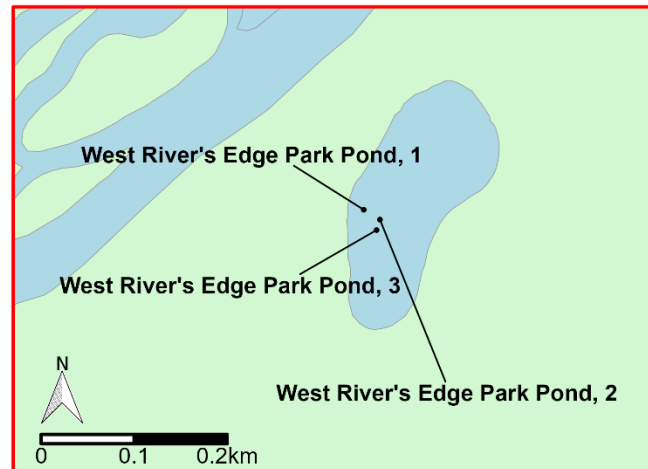 West River's Edge Park Pond, 1
West River's Edge Park Pond, 3
West River's Edge Park Pond, 2
N
0 0.1 0.2km